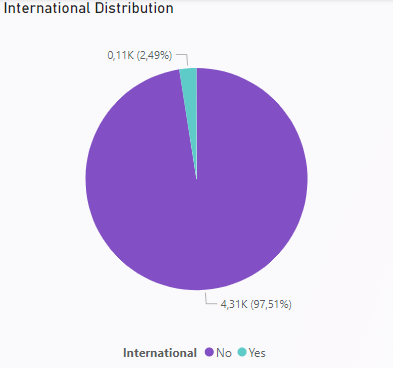 International Distribution
0,11K (2,49%)
4,31K (97,51%)
International No Yes